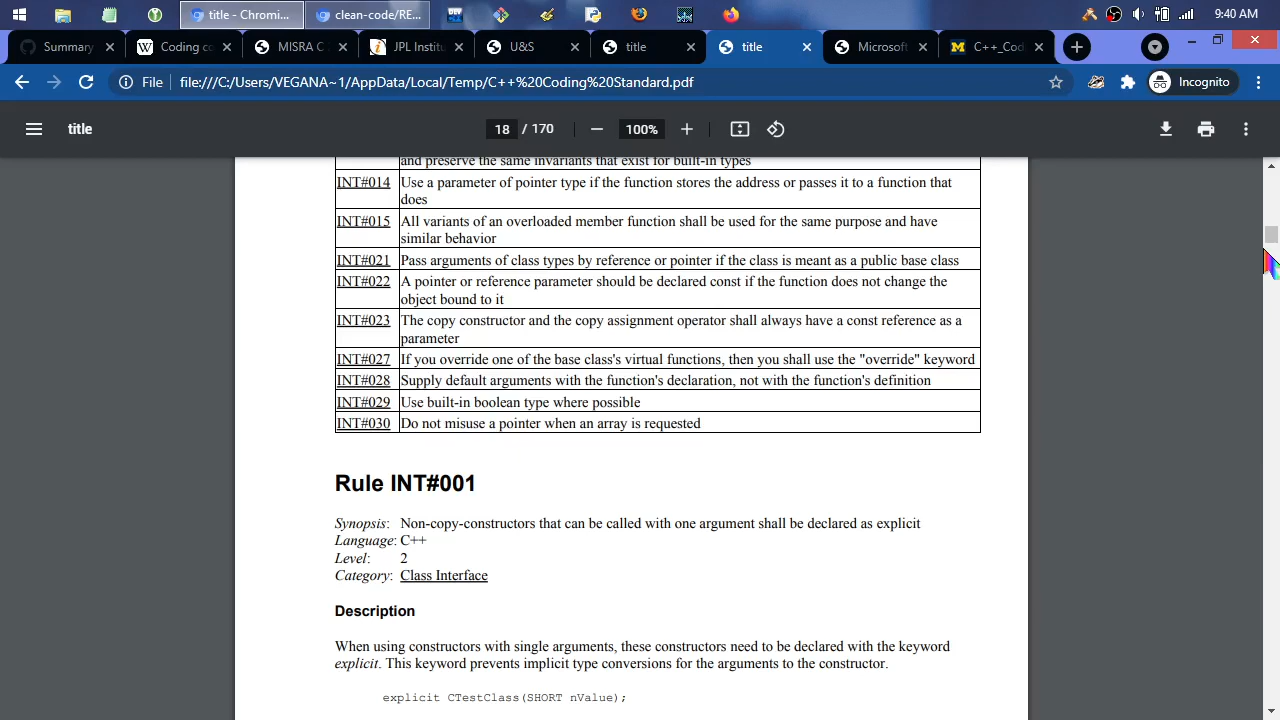 title - Chromi...
clean-code/RE...
DEV
9:40 AM
Summary
Coding co
MISRA C 2
JPL Institu
U&S
title
title
Microsoft
C++_Cod
File
file:///C:/Users/VEGANA~1/AppData/Local/Temp/C++%20Coding%20Standard.pdf
Incognito
title
18 / 170
100%
and preserve the same invariants that exist for built-in types
INT#014 Use a parameter of pointer type if the function stores the address or passes it to a function that
does
INT#015 All variants of an overloaded member function shall be used for the same purpose and have
similar behavior
INT#021 Pass arguments of class types by reference or pointer if the class is meant as a public base class
INT#022 A pointer or reference parameter should be declared const if the function does not change the
object bound to it
INT#023 The copy constructor and the copy assignment operator shall always have a const reference as a
parameter
INT#027 If you override one of the base class's virtual functions, then you shall use the "override" keyword
INT#028 Supply default arguments with the function's declaration, not with the function's definition
INT#029 Use built-in boolean type where possible
INT#030 Do not misuse a pointer when an array is requested
Rule INT#001
Synopsis: Non-copy-constructors that can be called with one argument shall be declared as explicit
Language: C++
Level: 2
Category: Class Interface
Description
When using constructors with single arguments, these constructors need to be declared with the keyword
explicit. This keyword prevents implicit type conversions for the arguments to the constructor.
explicit CTestClass(SHORT nValue);